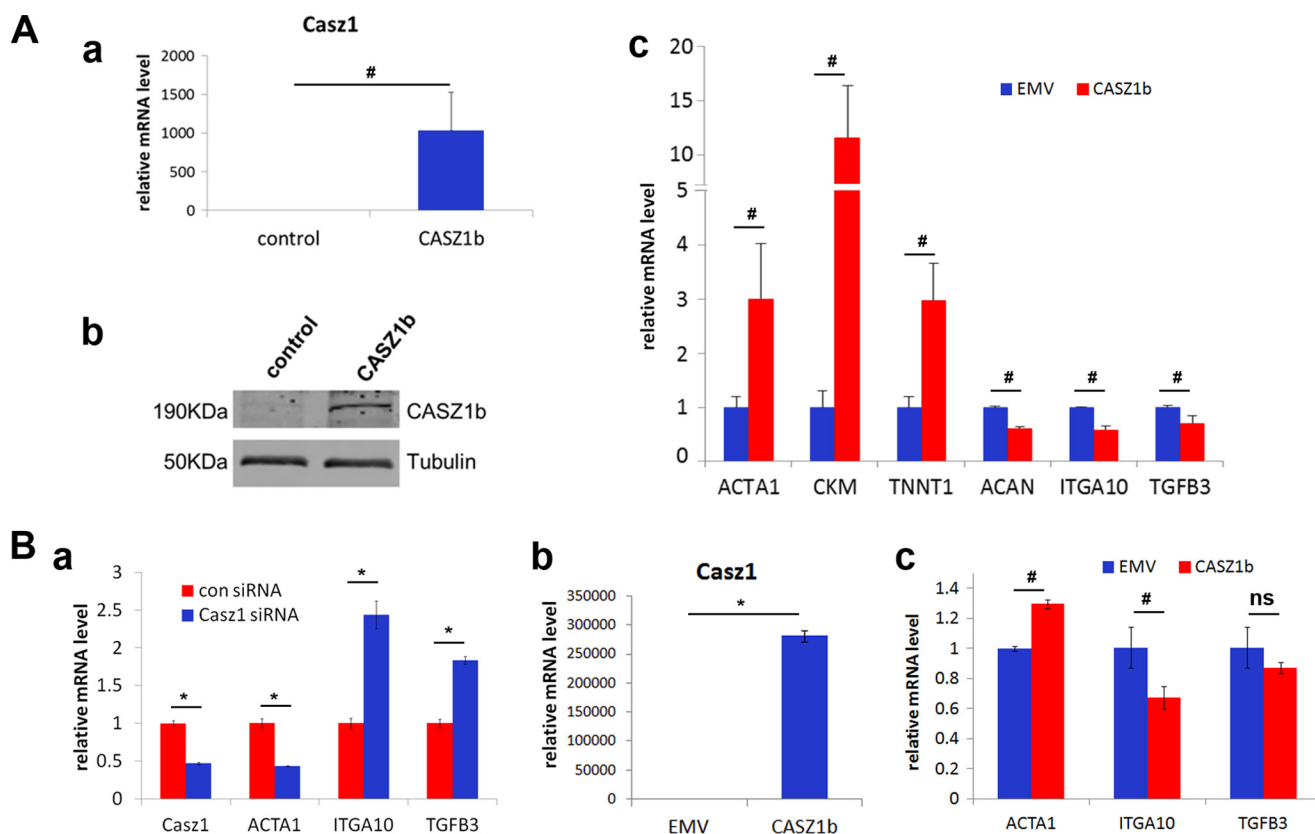 A
a
Casz1
relative mRNA level
2000
1500
1000
500
0
#
control
CASZ1b
b
control
CASZ1b
190KDa
CASZ1b
50KDa
Tubulin
c
relative mRNA level
20
15
10
5
4
3
2
1
0
EMV
CASZ1b
#
#
#
#
#
#
ACTA1
CKM
TNNT1
ACAN
ITGA10
TGFB3
B
a
relative mRNA level
3
2.5
2
1.5
1
0.5
0
con siRNA
Casz1 siRNA
*
*
*
*
Casz1
ACTA1
ITGA10
TGFB3
b
Casz1
relative mRNA level
350000
300000
250000
200000
150000
100000
50000
0
*
EMV
CASZ1b
c
relative mRNA level
1.4
1.2
1
0.8
0.6
0.4
0.2
0
EMV
CASZ1b
#
#
ns
ACTA1
ITGA10
TGFB3